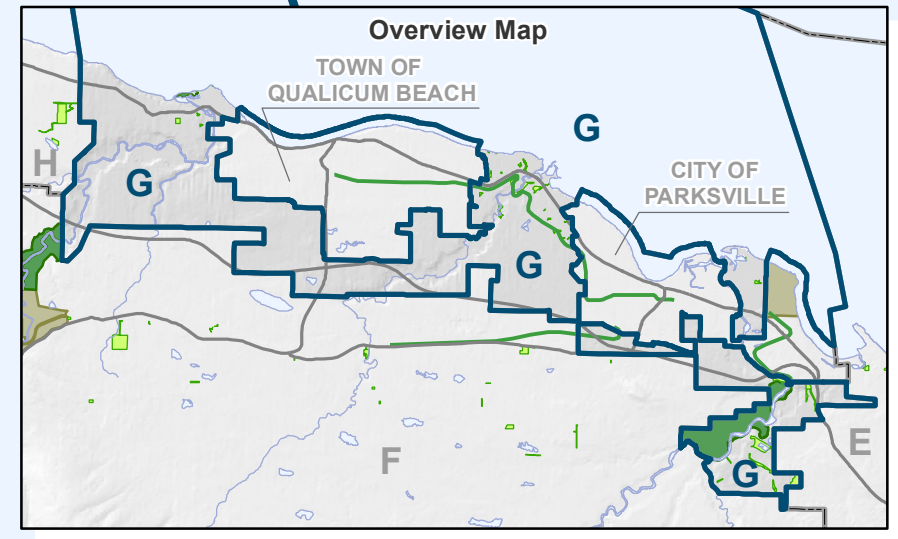 Overview Map
TOWN OF
QUALICUM BEACH
G
H
G
CITY OF
PARKSVILLE
G
F
E
G